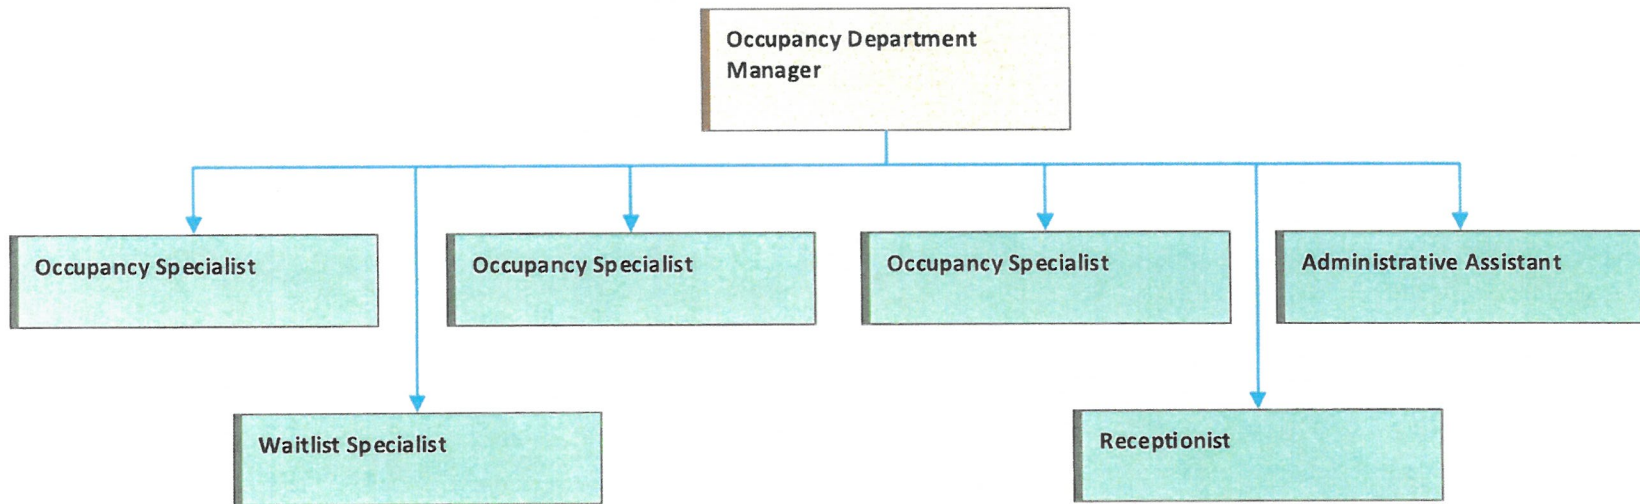 Occupancy Department
Manager
Occupancy Specialist
Occupancy Specialist
Occupancy Specialist
Administrative Assistant
Waitlist Specialist
Receptionist